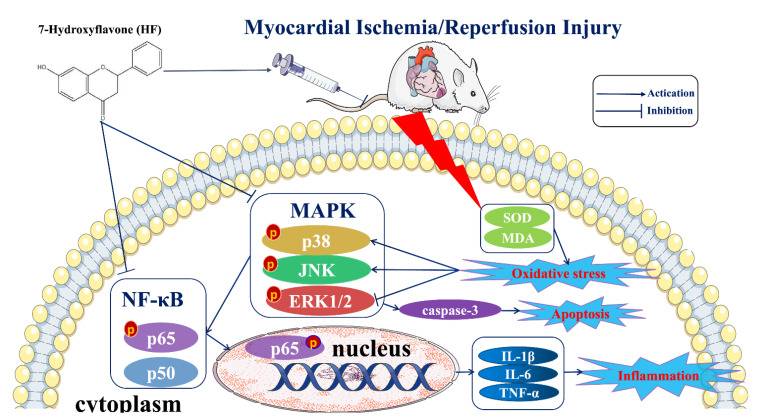 Myocardial Ischemia/Reperfusion Injury
7-Hydroxyflavone (HF)
HO
O
O
Actication
Inhibition
MAPK
p
p38
p
JNK
p
ERK1/2
SOD
MDA
Oxidative stress
caspase-3
Apoptosis
NF-κB
p
p65
p50
p65
p
nucleus
IL-1β
IL-6
TNF-α
Inflammation
cytoplasm